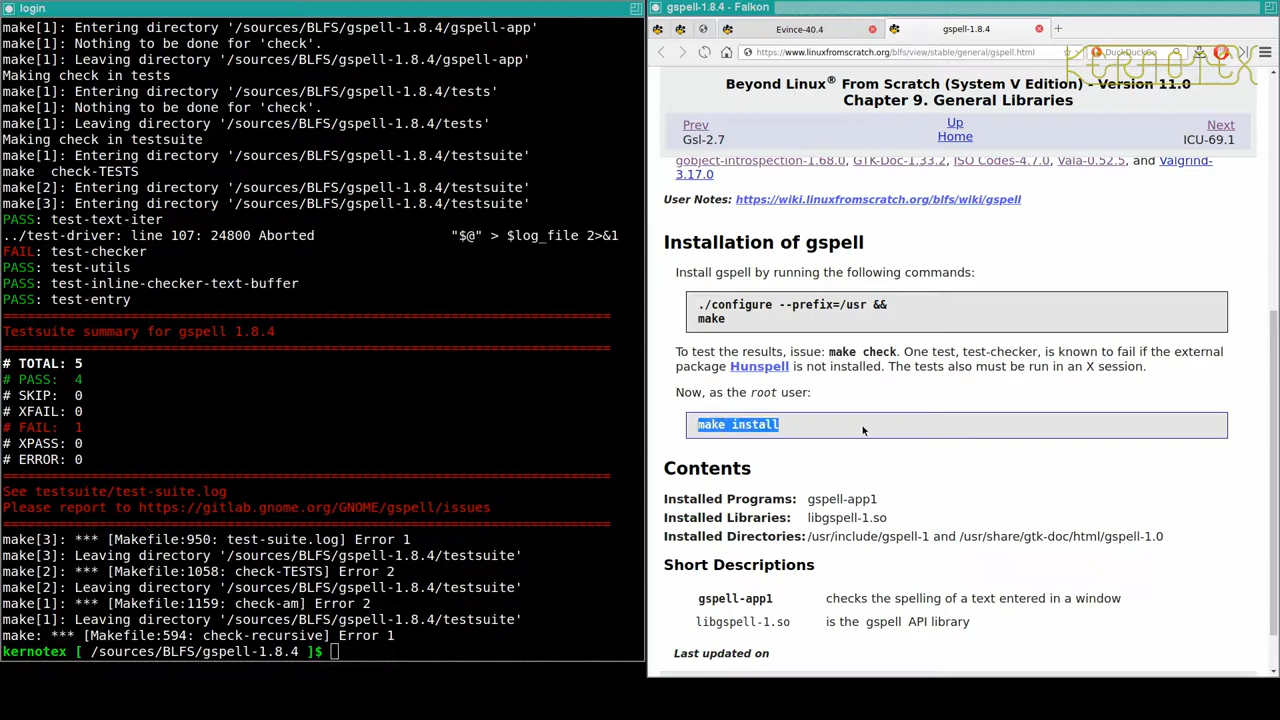 login
make[1]: Entering directory '/sources/BLFS/gspell-1.8.4/gspell-app'
make[1]: Nothing to be done for 'check'.
make[1]: Leaving directory '/sources/BLFS/gspell-1.8.4/gspell-app'
Making check in tests
make[1]: Entering directory '/sources/BLFS/gspell-1.8.4/tests'
make[1]: Nothing to be done for 'check'.
make[1]: Leaving directory '/sources/BLFS/gspell-1.8.4/tests'
Making check in testsuite
make[1]: Entering directory '/sources/BLFS/gspell-1.8.4/testsuite'
make  check-TESTS
make[2]: Entering directory '/sources/BLFS/gspell-1.8.4/testsuite'
make[3]: Entering directory '/sources/BLFS/gspell-1.8.4/testsuite'
PASS: test-text-iter
../test-driver: line 107: 24800 Aborted                 "$@" > $log_file 2>&1
FAIL: test-checker
PASS: test-utils
PASS: test-inline-checker-text-buffer
PASS: test-entry
============================================================================
Testsuite summary for gspell 1.8.4
============================================================================
# TOTAL: 5
# PASS:  4
# SKIP:  0
# XFAIL: 0
# FAIL:  1
# XPASS: 0
# ERROR: 0
============================================================================
See testsuite/test-suite.log
Please report to https://gitlab.gnome.org/GNOME/gspell/issues
============================================================================
make[3]: *** [Makefile:950: test-suite.log] Error 1
make[3]: Leaving directory '/sources/BLFS/gspell-1.8.4/testsuite'
make[2]: *** [Makefile:1058: check-TESTS] Error 2
make[2]: Leaving directory '/sources/BLFS/gspell-1.8.4/testsuite'
make[1]: *** [Makefile:1159: check-am] Error 2
make[1]: Leaving directory '/sources/BLFS/gspell-1.8.4/testsuite'
make: *** [Makefile:594: check-recursive] Error 1
kernotex [ /sources/BLFS/gspell-1.8.4 ]$
gspell-1.8.4 - Falkon
Evince-40.4
gspell-1.8.4
https://www.linuxfromscratch.org/blfs/view/stable/general/gspell.html
DuckDuckGo
KERNOTEX
Beyond Linux® From Scratch (System V Edition) - Version 11.0
Chapter 9. General Libraries
Prev Up Next
Gsl-2.7 Home ICU-69.1
gobject-introspection-1.68.0, GTK-Doc-1.33.2, ISO Codes-4.7.0, Vala-0.52.5, and Valgrind-
3.17.0
User Notes: https://wiki.linuxfromscratch.org/blfs/wiki/gspell
Installation of gspell
Install gspell by running the following commands:
./configure --prefix=/usr &&
make
To test the results, issue: make check. One test, test-checker, is known to fail if the external
package Hunspell is not installed. The tests also must be run in an X session.
Now, as the root user:
make install
Contents
Installed Programs: gspell-app1
Installed Libraries: libgspell-1.so
Installed Directories: /usr/include/gspell-1 and /usr/share/gtk-doc/html/gspell-1.0
Short Descriptions
gspell-app1 checks the spelling of a text entered in a window
libgspell-1.so is the gspell API library
Last updated on